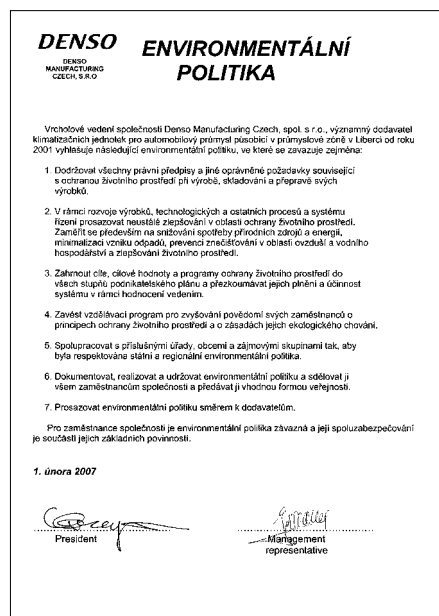 DENSO
DENSO
MANUFACTURING
CZECH, S.R.O
ENVIRONMENTÁLNÍ
POLITIKA
Vrcholové vedení společnosti Denso Manufacturing Czech, spol. s r.o., významný dodavatel
klimatizačních jednotek pro automobilový průmysl působící v průmyslové zóně v Liberci od roku
2001 vyhlašuje následující environmentální politiku, ve které se zavazuje zejména:
1. Dodržovat všechny právní předpisy a jiné oprávněné požadavky související
s ochranou životního prostředí při výrobě, skladování a přepravě svých
výrobků.
2. V rámci rozvoje výrobků, technologických a ostatních procesů a systému
řízení prosazovat neustálé zlepšování v oblasti ochrany životního prostředí.
Zaměřit se především na snižování spotřeby přírodních zdrojů a energií,
minimalizaci vzniku odpadů, prevenci znečišťování v oblasti ovzduší a vodního
hospodářství a zlepšování životního prostředí.
3. Zahrnout cíle, cílové hodnoty a programy ochrany životního prostředí do
všech stupňů podnikatelského plánu a přezkoumávat jejich plnění a účinnost
systému v rámci hodnocení vedením.
4. Zavést vzdělávací program pro zvyšování povědomí svých zaměstnanců o
principech ochrany životního prostředí a o zásadách jejich ekologického chování.
5. Spolupracovat s příslušnými úřady, obcemi a zájmovými skupinami tak, aby
byla respektována státní a regionální environmentální politika.
6. Dokumentovat, realizovat a udržovat environmentální politiku a sdělovat ji
všem zaměstnancům společnosti a předávat ji vhodnou formou veřejnosti.
7. Prosazovat environmentální politiku směrem k dodavatelům.
Pro zaměstnance společnosti je environmentální politika závazná a její spoluzabezpečování
je součástí jejich základních povinností.
1. února 2007
President
Management
representative